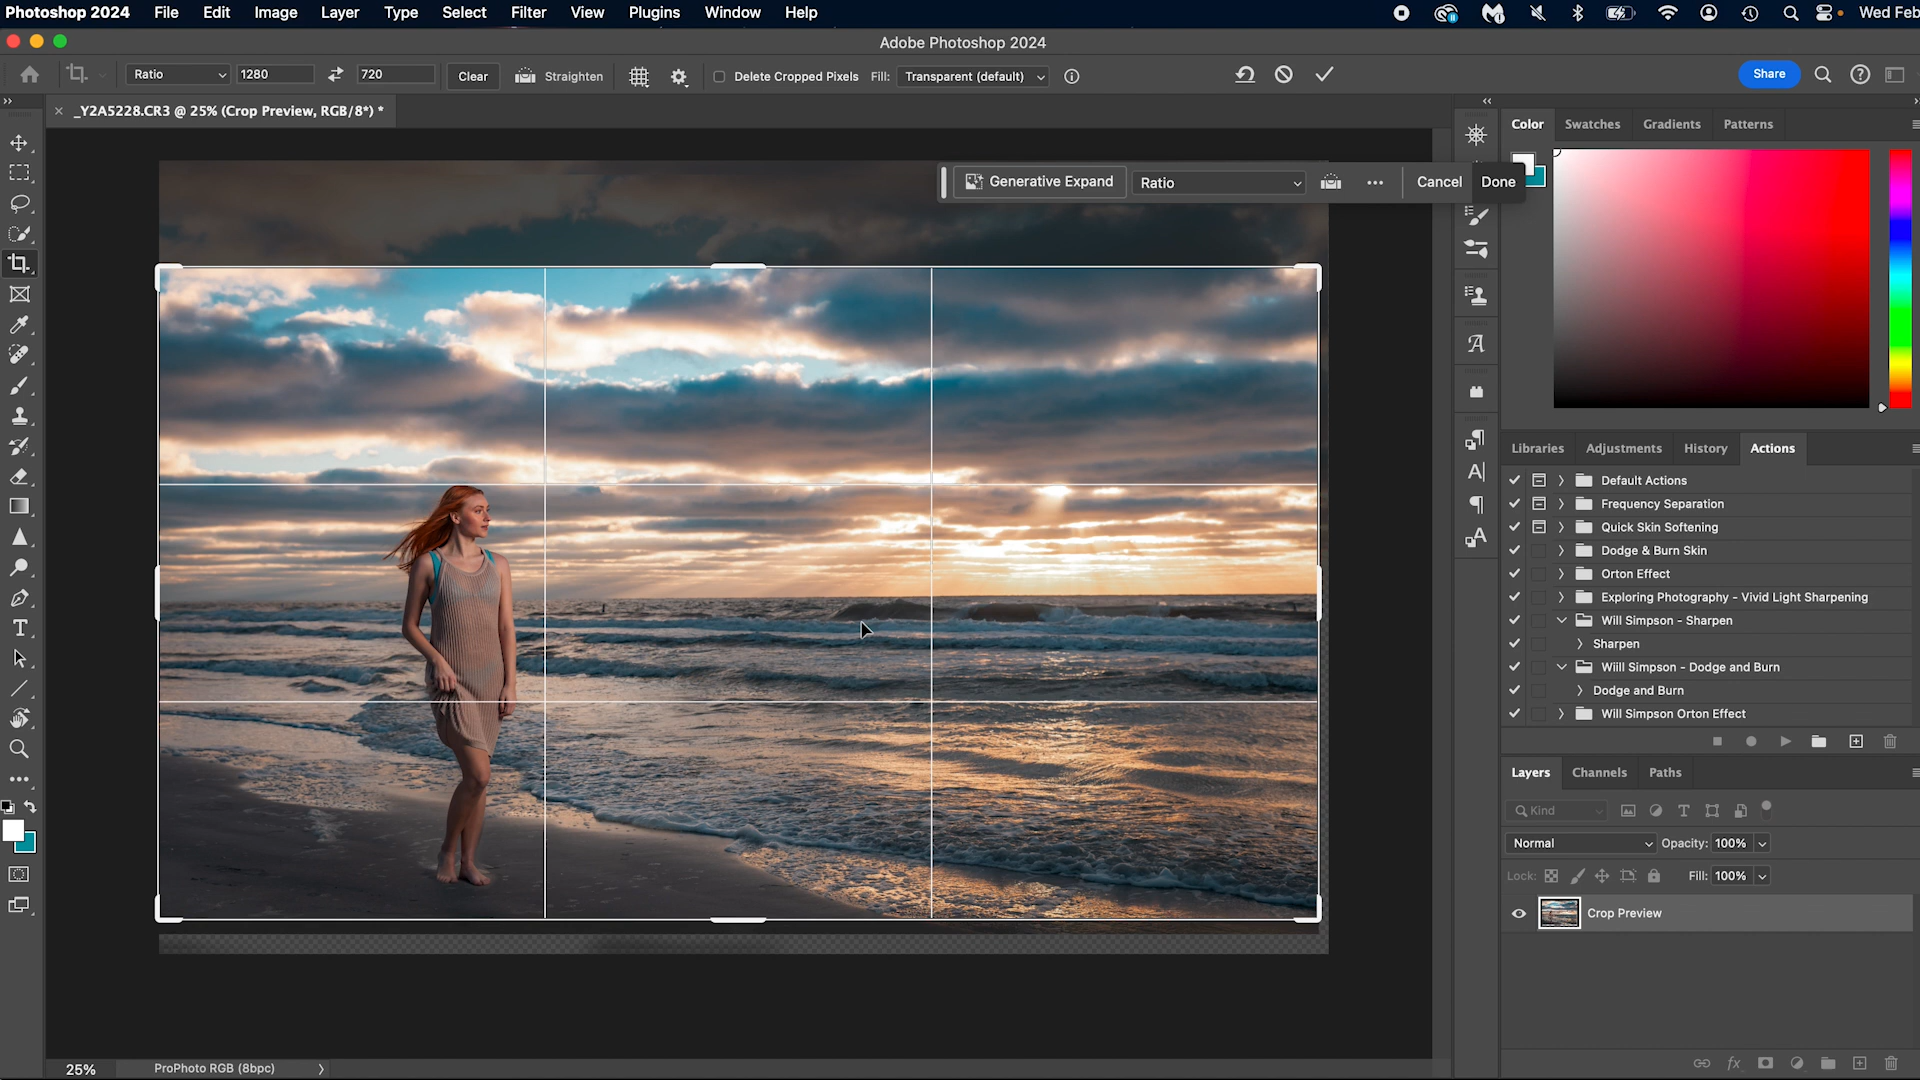 Photoshop 2024 File Edit Image Layer Type Select Filter View Plugins Window Help Wed Feb
Adobe Photoshop 2024
Ratio 1280 720 Clear Straighten Delete Cropped Pixels Fill: Transparent (default) Share
_Y2A5228.CR3 @ 25% (Crop Preview, RGB/8*) *
Color Swatches Gradients Patterns
Generative Expand Ratio Cancel Done
Libraries Adjustments History Actions
Default Actions
Frequency Separation
Quick Skin Softening
Dodge & Burn Skin
Orton Effect
Exploring Photography - Vivid Light Sharpening
Will Simpson - Sharpen
Sharpen
Wiill Simpson - Dodge and Burn
Dodge and Burn
Will Simpson Orton Effect
Layers Channels Paths
Kind
Normal Opacity: 100%
Lock: Fill: 100%
Crop Preview
25% ProPhoto RGB (8bpc)